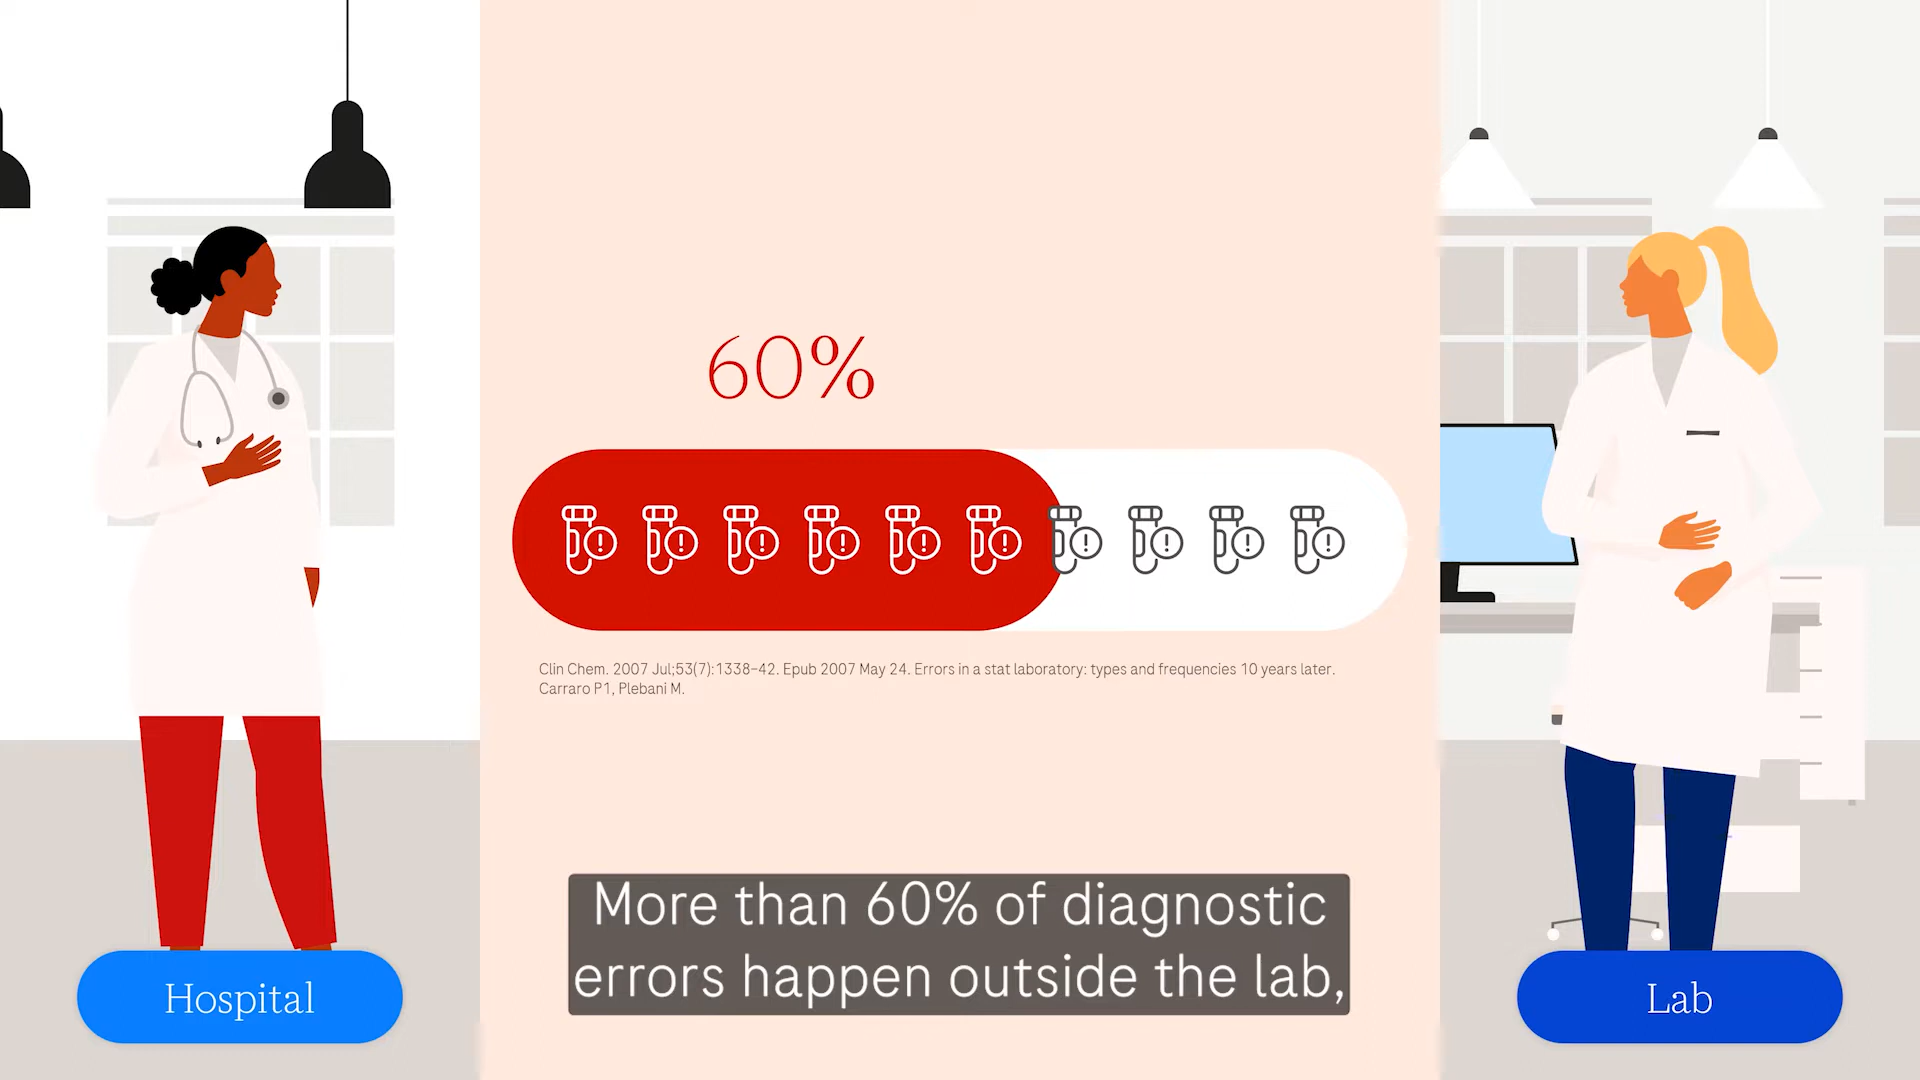 60%
Clin Chem. 2007 Jul;53(7):1338-42. Epub 2007 May 24. Errors in a stat laboratory: types and frequencies 10 years later.
Carraro P1, Plebani M.
More than 60% of diagnostic
errors happen outside the lab,
Hospital
Lab